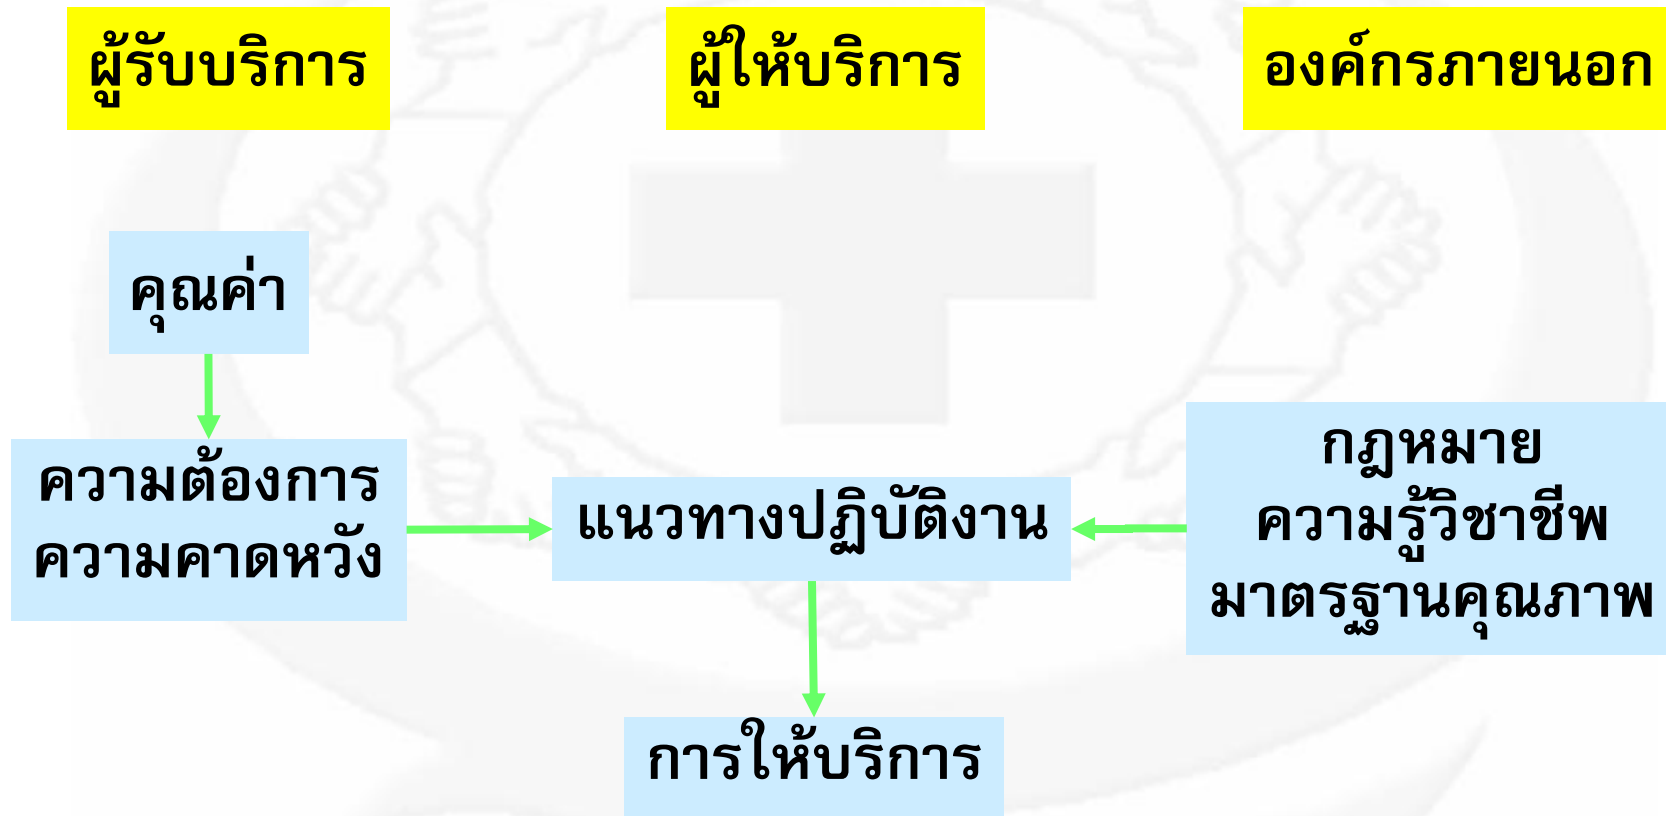 ผู้รับบริการ
ผู้ให้บริการ
องค์กรภายนอก
คุณค่า
ความต้องการ
ความคาดหวัง
แนวทางปฏิบัติงาน
กฎหมาย
ความรู้วิชาชีพ
มาตรฐานคุณภาพ
การให้บริการ